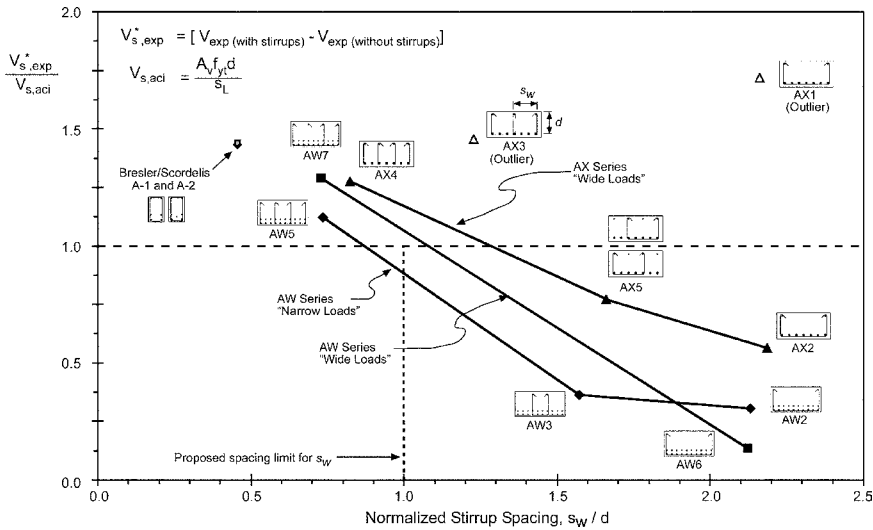 2.0
1.5
1.0
0.5
0.0
V*s,exp
Vs,aci
V*s,exp = [ Vexp (with stirrups) - Vexp (without stirrups) ]
Vs,aci = Avfytd
sL
AX1
(Outlier)
sw
d
AX3
(Outlier)
AW7
AX4
Bresler/Scordelis
A-1 and A-2
AX Series
"Wide Loads"
AW5
AX5
AW Series
"Narrow Loads"
AW Series
"Wide Loads"
AX2
AW3
AW2
AW6
Proposed spacing limit for sw
0.0 0.5 1.0 1.5 2.0 2.5
Normalized Stirrup Spacing, sw / d